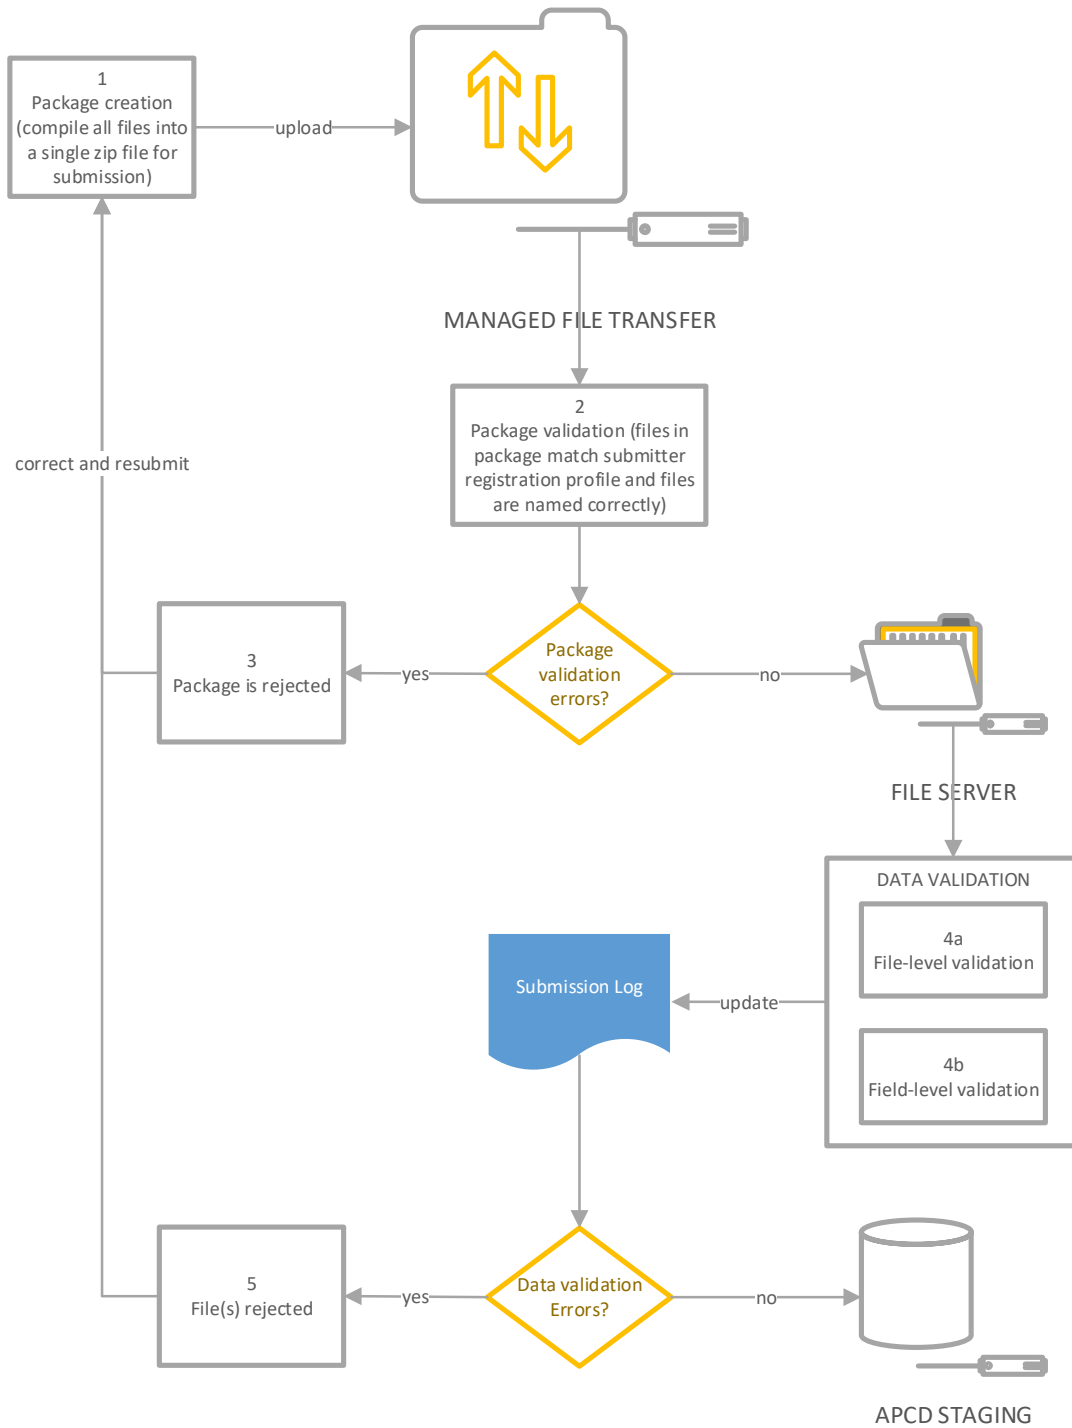 1
Package creation
(compile all files into
a single zip file for
submission)
upload
MANAGED FILE TRANSFER
2
Package validation (files in
package match submitter
registration profile and files
are named correctly)
correct and resubmit
3
Package is rejected
yes
Package
validation
errors?
no
FILE SERVER
DATA VALIDATION
4a
File-level validation
Submission Log
update
4b
Field-level validation
5
File(s) rejected
yes
Data validation
Errors?
no
APCD STAGING